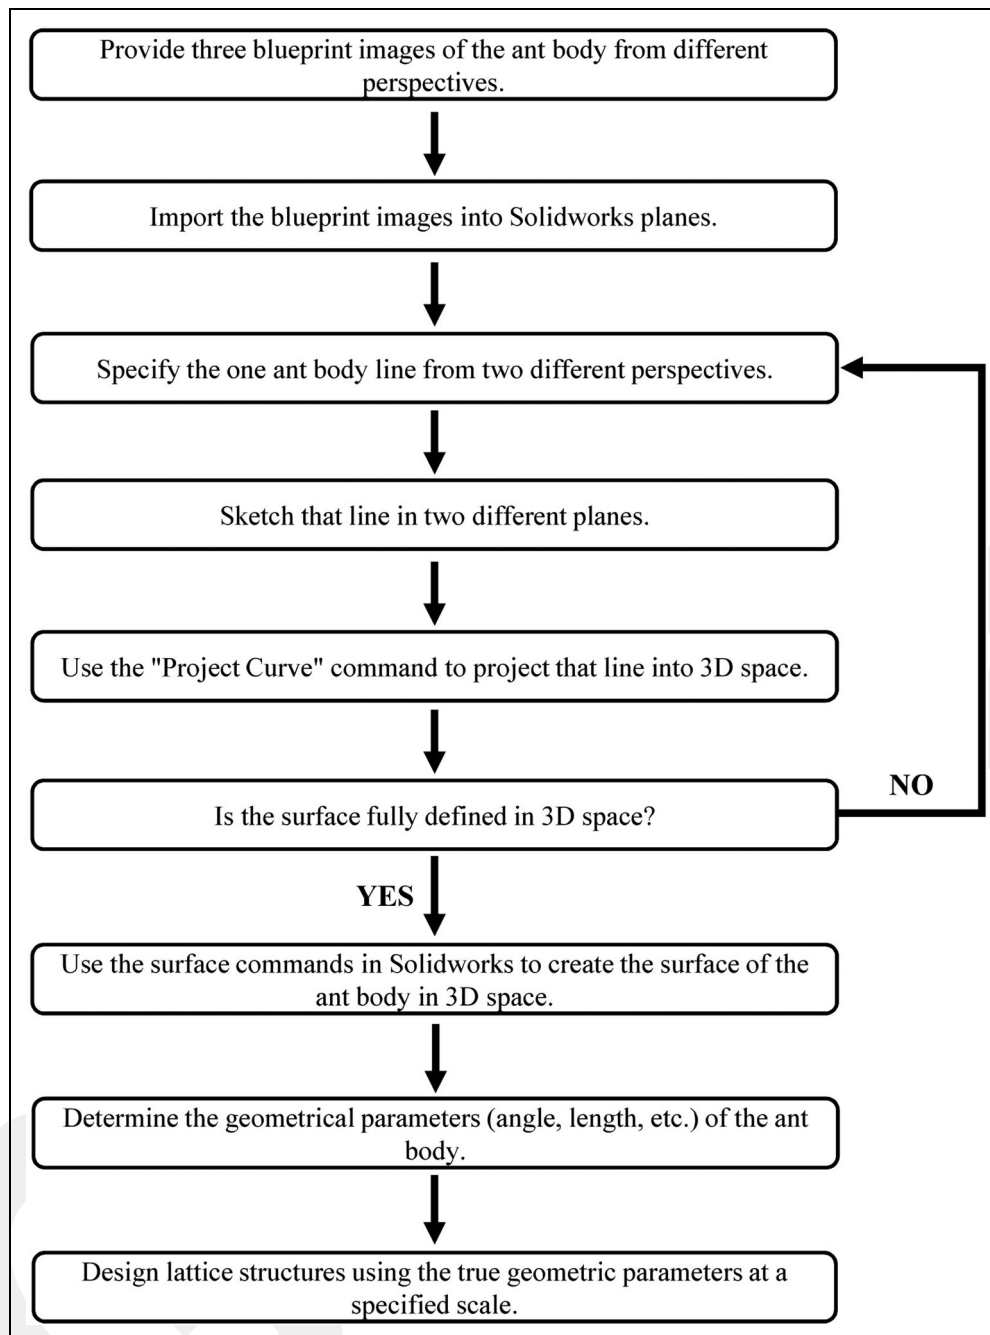 Provide three blueprint images of the ant body from different
perspectives.
Import the blueprint images into Solidworks planes.
Specify the one ant body line from two different perspectives.
Sketch that line in two different planes.
Use the "Project Curve" command to project that line into 3D space.
Is the surface fully defined in 3D space?
NO
YES
Use the surface commands in Solidworks to create the surface of the
ant body in 3D space.
Determine the geometrical parameters (angle, length, etc.) of the ant
body.
Design lattice structures using the true geometric parameters at a
specified scale.